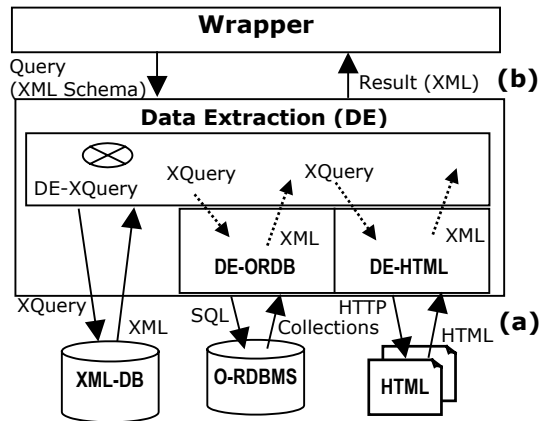 Wrapper
Query
(XML Schema)
Result (XML)
(b)
Data Extraction (DE)
DE-XQuery
XQuery
XQuery
XML
XML
DE-ORDB
DE-HTML
XQuery
XML
SQL
Collections
HTTP
HTML
(a)
XML-DB
O-RDBMS
HTML